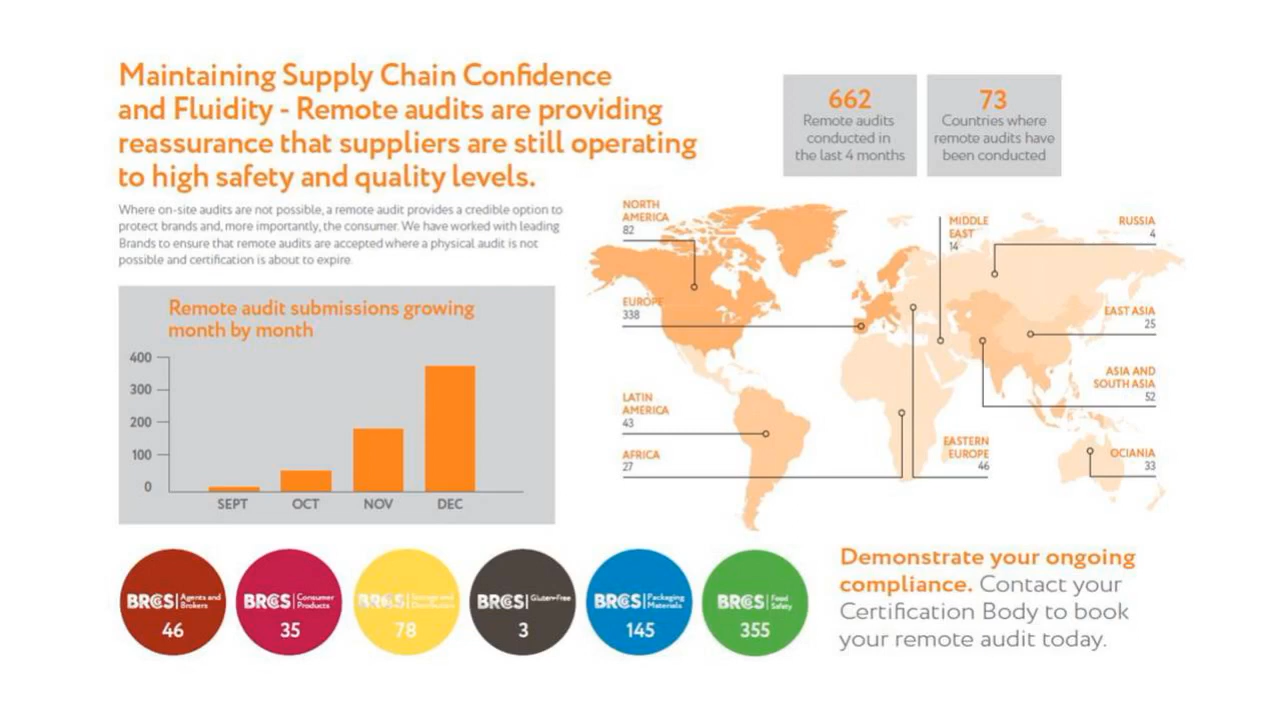 Maintaining Supply Chain Confidence
and Fluidity - Remote audits are providing
reassurance that suppliers are still operating
to high safety and quality levels.
Where on-site audits are not possible, a remote audit provides a credible option to
protect brands and, more importantly, the consumer. We have worked with leading
Brands to ensure that remote audits are accepted where a physical audit is not
possible and certification is about to expire.
662
Remote audits
conducted in
the last 4 months
73
Countries where
remote audits have
been conducted
Remote audit submissions growing
month by month
400
300
200
100
0
SEPT
OCT
NOV
DEC
NORTH
AMERICA
82
EUROPE
338
LATIN
AMERICA
43
AFRICA
27
MIDDLE
EAST
14
RUSSIA
4
EAST ASIA
25
ASIA AND
SOUTH ASIA
52
EASTERN
EUROPE
46
OCIANIA
33
BRCGS Agents and
Brokers
46
BRCGS Consumer
Products
35
BRCGS
78
BRCGS Gluten-Free
3
BRCGS Packaging
Materials
145
BRCGS Food
Safety
355
Demonstrate your ongoing
compliance. Contact your
Certification Body to book
your remote audit today.